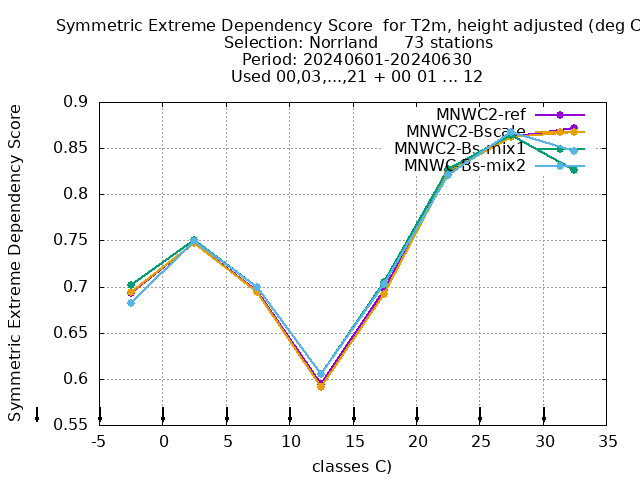 Symmetric Extreme Dependency Score  for T2m, height adjusted (deg C
Selection: Norrland     73 stations
Period: 20240601-20240630
Used 00,03,...,21 + 00 01 ... 12
Symmetric Extreme Dependency Score
0.9
0.85
0.8
0.75
0.7
0.65
0.6
0.55
MNWC2-ref
MNWC2-Bscale
MNWC2-Bs-mix1
MNWC-Bs-mix2
-5 0 5 10 15 20 25 30 35
classes C)